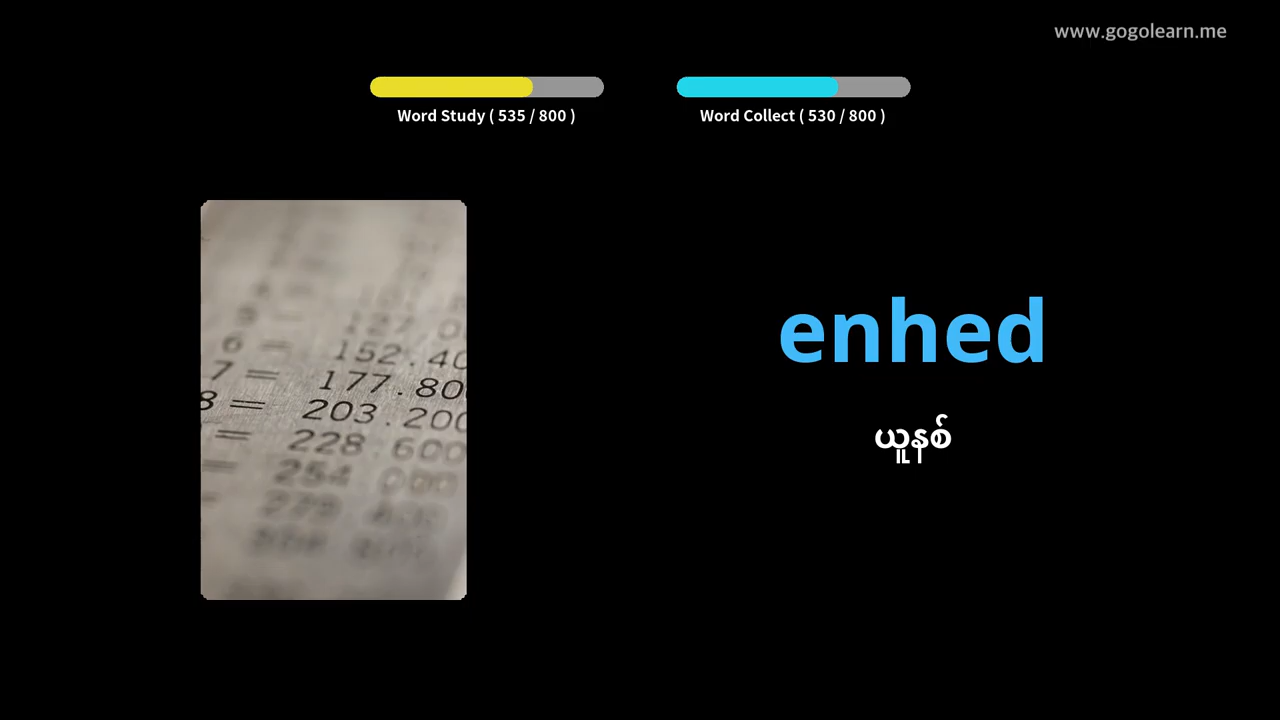 www.gogolearn.me
Word Study ( 535 / 800 )
Word Collect ( 530 / 800 )
6 = 152.40
7 = 177.80
8 = 203.200
= 228.600
254
enhed
ယူနစ်